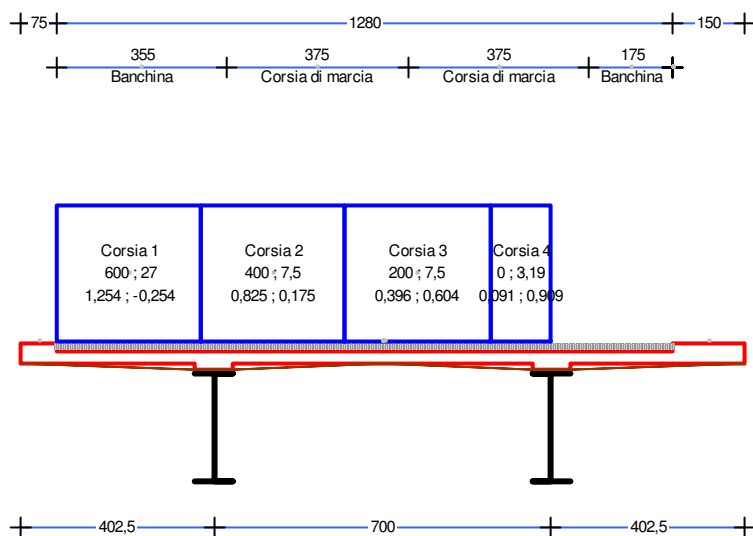 75 1280 150
355 375 375 175
Banchina Corsia di marcia Corsia di marcia Banchina
Corsia 1
600 ; 27
1,254 ; -0,254
Corsia 2
400 ; 7,5
0,825 ; 0,175
Corsia 3
200 ; 7,5
0,396 ; 0,604
Corsia 4
0 ; 3,19
0,091 ; 0,909
402,5 700 402,5